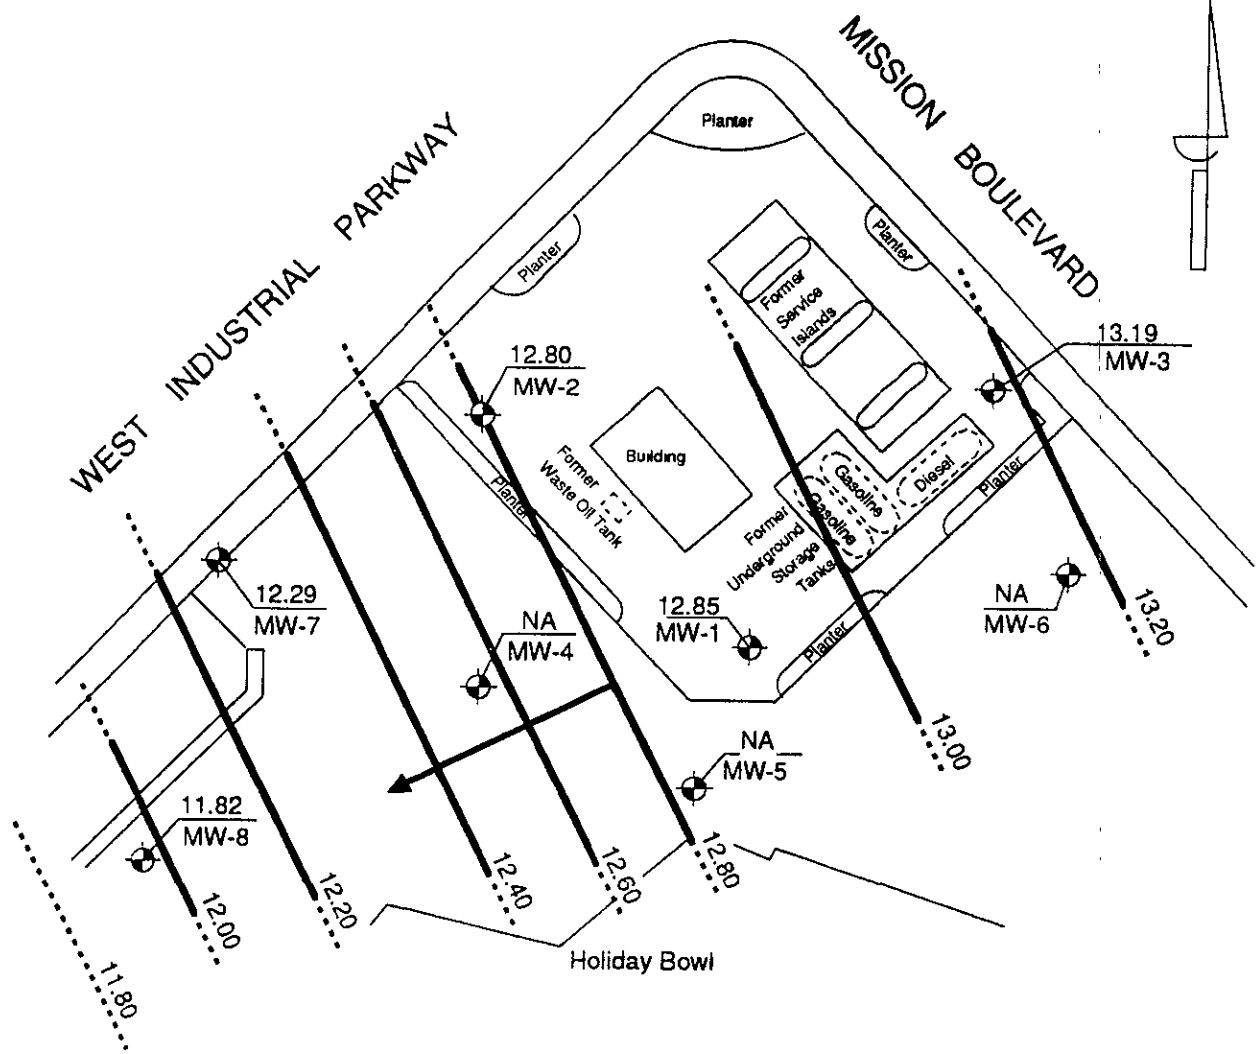 MISSION BOULEVARD
WEST INDUSTRIAL PARKWAY
Planter
Planter
Planter
Former
Service
Islands
13.19
MW-3
12.80
MW-2
Building
Former
Waste Oil Tank
Planter
Gasoline
Gasoline
Diesel
Planter
Former
Underground
Storage
Tanks
Planter
12.29
MW-7
NA
MW-4
12.85
MW-1
NA
MW-6
NA
MW-5
11.82
MW-8
13.20
13.00
12.80
12.60
12.40
12.20
12.00
11.80
Holiday Bowl